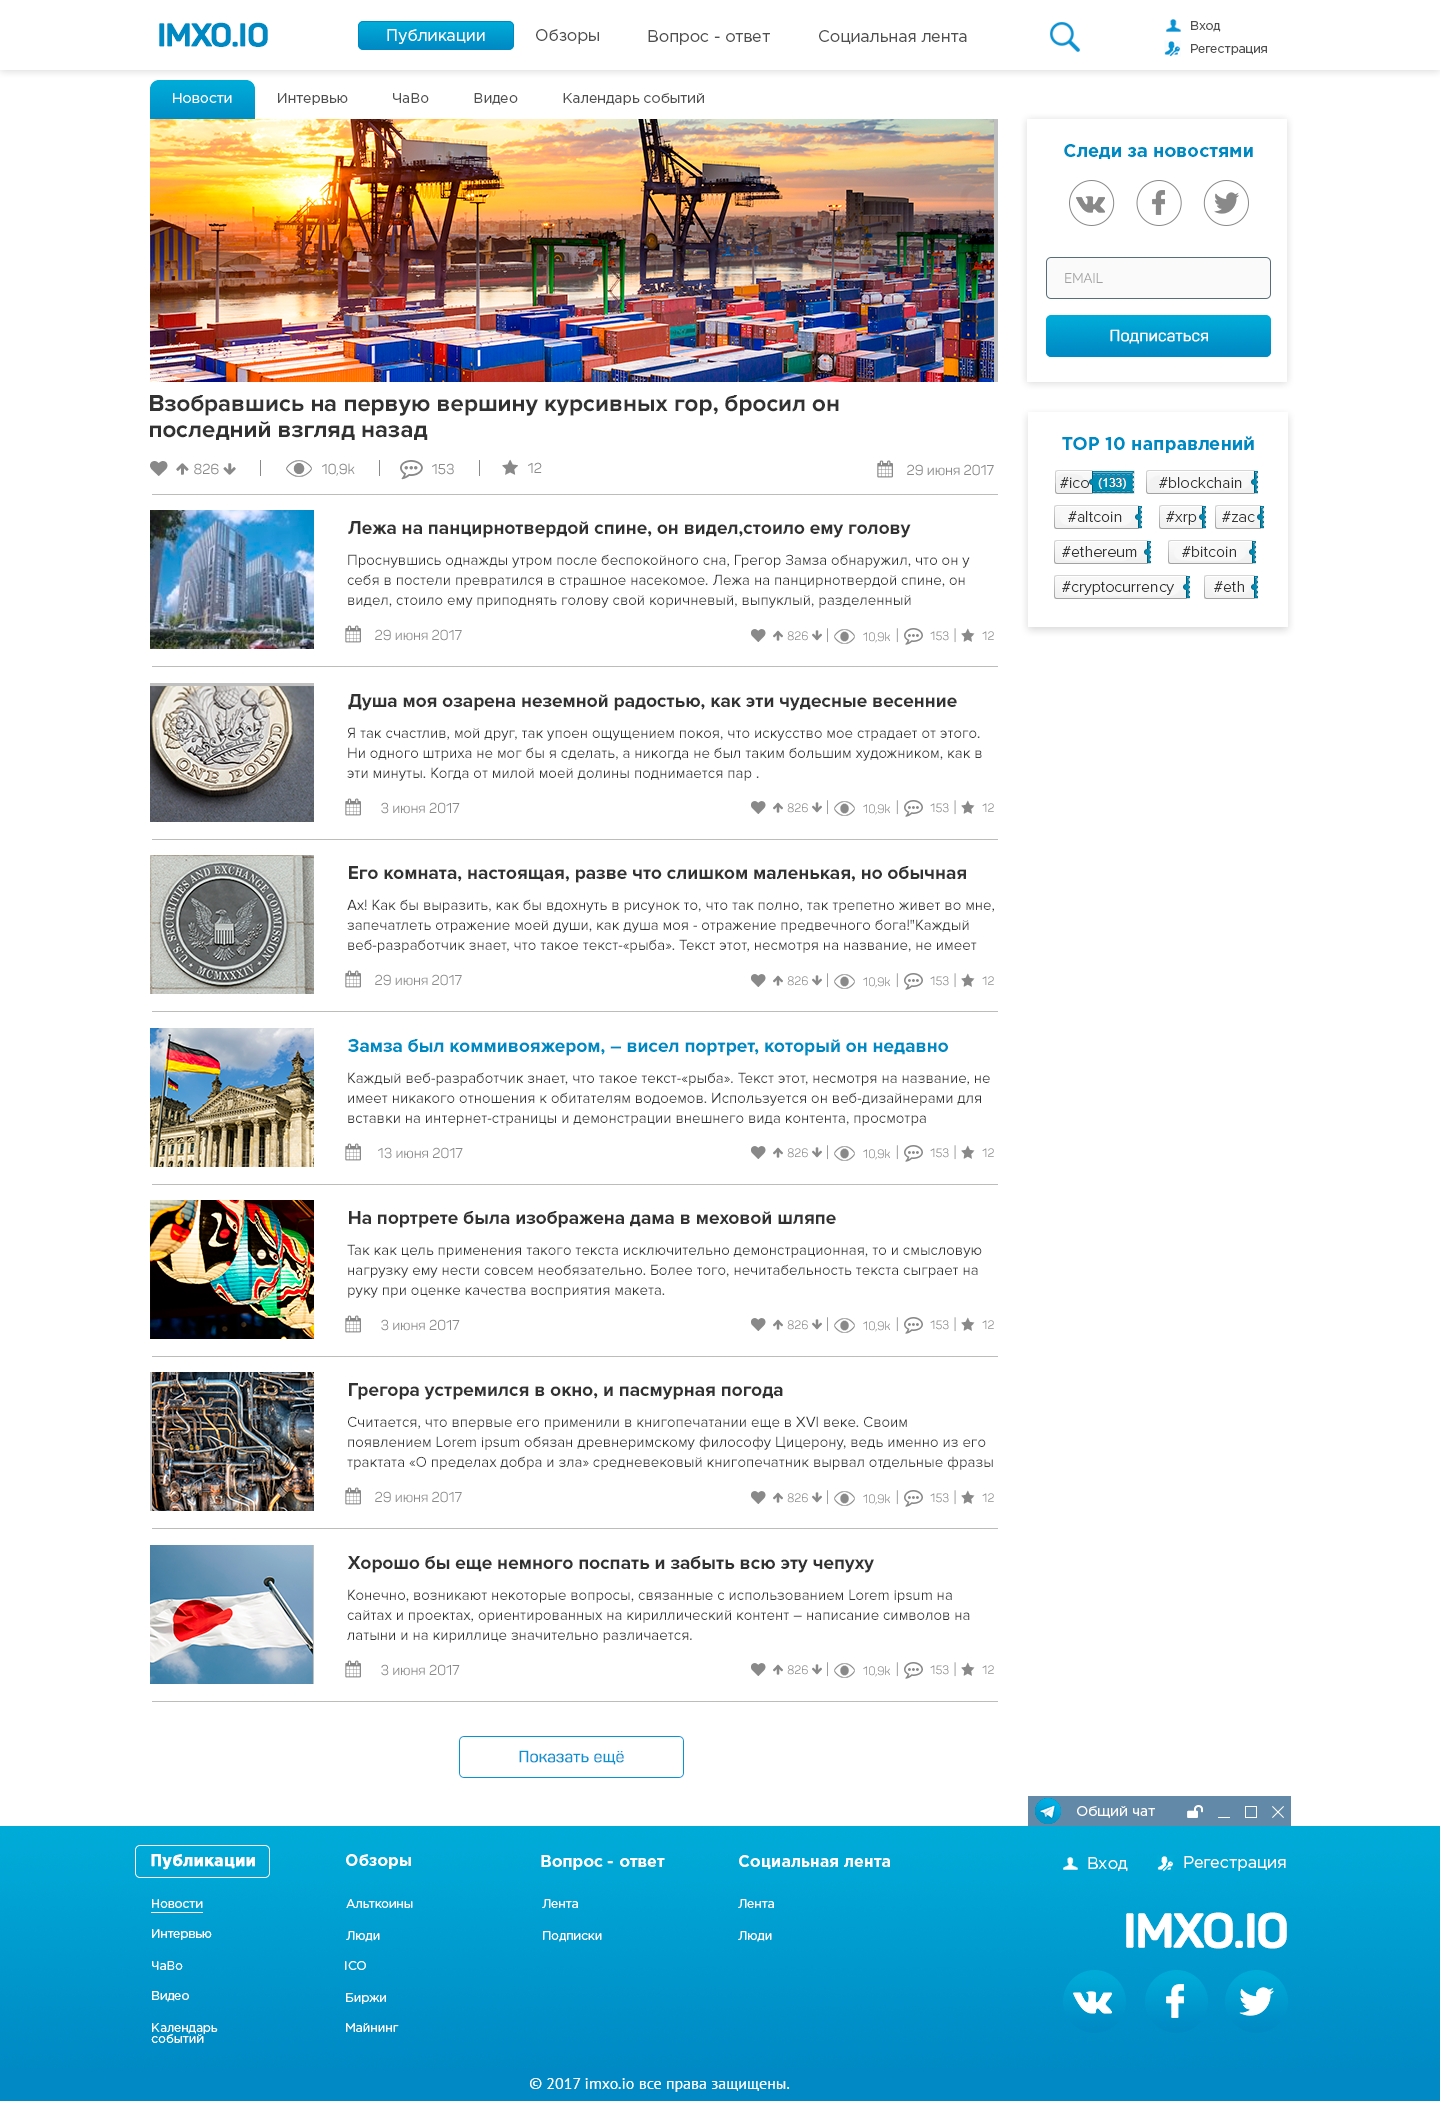 IMXO.IO
Публикации
Обзоры
Вопрос - ответ
Социальная лента
Вход
Регестрация
Новости
Интервью
ЧаВо
Видео
Календарь событий
Следи за новостями
EMAIL
Подписаться
Взобравшись на первую вершину курсивных гор, бросил он
последний взгляд назад
826
10,9k
153
12
29 июня 2017
TOP 10 направлений
#ico (133) #blockchain
#altcoin #xrp #zac
#ethereum #bitcoin
#cryptocurrency #eth
Лежа на панцирнотвердой спине, он видел,стоило ему голову
Проснувшись однажды утром после беспокойного сна, Грегор Замза обнаружил, что он у
себя в постели превратился в страшное насекомое. Лежа на панцирнотвердой спине, он
видел, стоило ему приподнять голову свой коричневый, выпуклый, разделенный
29 июня 2017
826 | 10,9k | 153 | 12
ONE POUND
Душа моя озарена неземной радостью, как эти чудесные весенние
Я так счастлив, мой друг, так упоен ощущением покоя, что искусство мое страдает от этого.
Ни одного штриха не мог бы я сделать, а никогда не был таким большим художником, как в
эти минуты. Когда от милой моей долины поднимается пар .
3 июня 2017
826 | 10,9k | 153 | 12
U.S. SECURITIES AND EXCHANGE COMMISSION
MCMXXXIV
Его комната, настоящая, разве что слишком маленькая, но обычная
Ах! Как бы выразить, как бы вдохнуть в рисунок то, что так полно, так трепетно живет во мне,
запечатлеть отражение моей души, как душа моя - отражение предвечного бога!"Каждый
веб-разработчик знает, что такое текст-«рыба». Текст этот, несмотря на название, не имеет
29 июня 2017
826 | 10,9k | 153 | 12
Замза был коммивояжером, – висел портрет, который он недавно
Каждый веб-разработчик знает, что такое текст-«рыба». Текст этот, несмотря на название, не
имеет никакого отношения к обитателям водоемов. Используется он веб-дизайнерами для
вставки на интернет-страницы и демонстрации внешнего вида контента, просмотра
13 июня 2017
826 | 10,9k | 153 | 12
На портрете была изображена дама в меховой шляпе
Так как цель применения такого текста исключительно демонстрационная, то и смысловую
нагрузку ему нести совсем необязательно. Более того, нечитабельность текста сыграет на
руку при оценке качества восприятия макета.
3 июня 2017
826 | 10,9k | 153 | 12
Грегора устремился в окно, и пасмурная погода
Считается, что впервые его применили в книгопечатании еще в XVI веке. Своим
появлением Lorem ipsum обязан древнеримскому философу Цицерону, ведь именно из его
трактата «О пределах добра и зла» средневековый книгопечатник вырвал отдельные фразы
29 июня 2017
826 | 10,9k | 153 | 12
Хорошо бы еще немного поспать и забыть всю эту чепуху
Конечно, возникают некоторые вопросы, связанные с использованием Lorem ipsum на
сайтах и проектах, ориентированных на кириллический контент – написание символов на
латыни и на кириллице значительно различается.
3 июня 2017
826 | 10,9k | 153 | 12
Показать ещё
Общий чат
Публикации
Новости
Интервью
ЧаВо
Видео
Календарь
событий
Обзоры
Альткоины
Люди
ICO
Биржи
Майнинг
Вопрос - ответ
Лента
Подписки
Социальная лента
Лента
Люди
Вход
Регестрация
IMXO.IO
© 2017 imxo.io все права защищены.